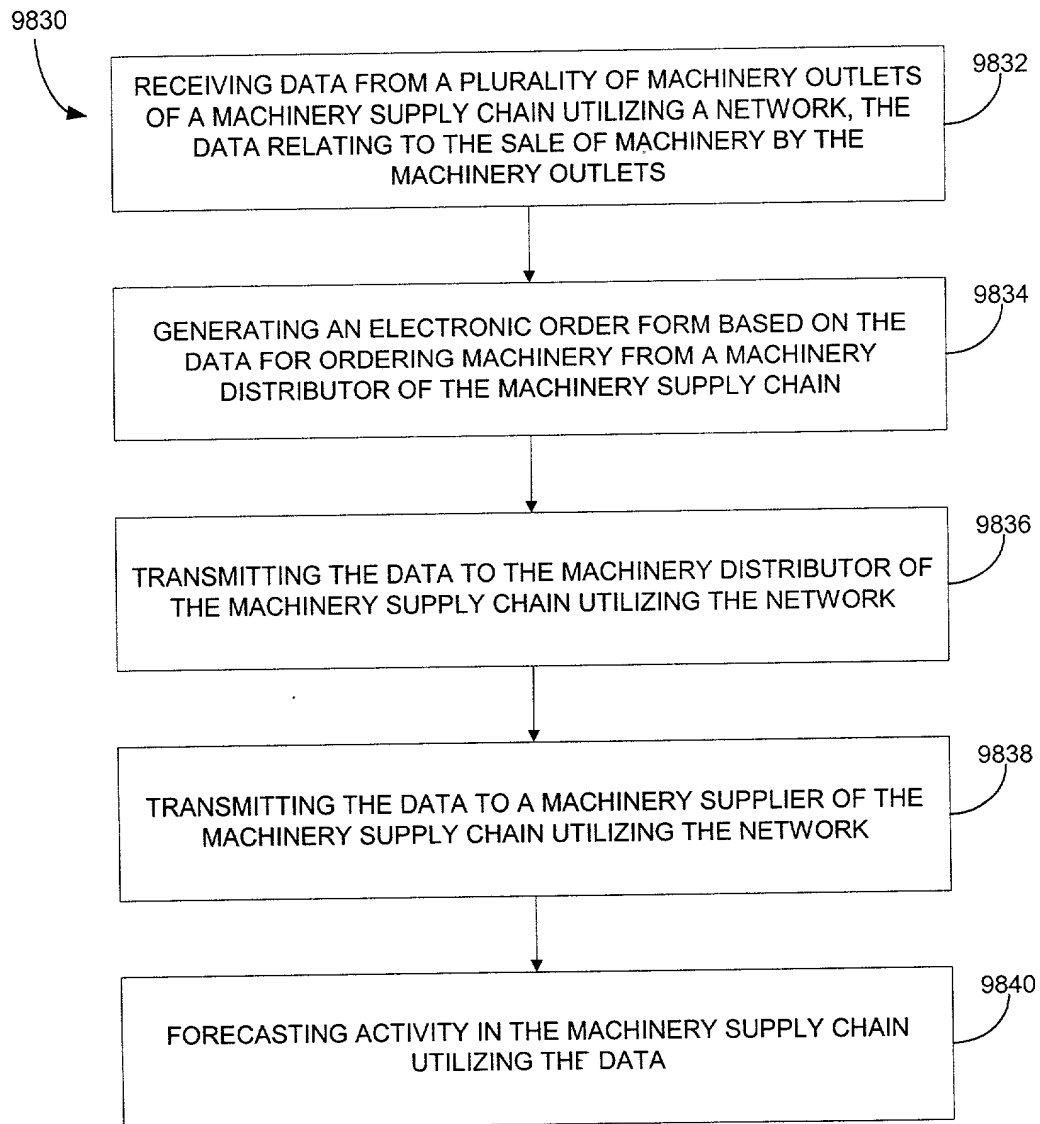 9830
9832
RECEIVING DATA FROM A PLURALITY OF MACHINERY OUTLETS
OF A MACHINERY SUPPLY CHAIN UTILIZING A NETWORK, THE
DATA RELATING TO THE SALE OF MACHINERY BY THE
MACHINERY OUTLETS
9834
GENERATING AN ELECTRONIC ORDER FORM BASED ON THE
DATA FOR ORDERING MACHINERY FROM A MACHINERY
DISTRIBUTOR OF THE MACHINERY SUPPLY CHAIN
9836
TRANSMITTING THE DATA TO THE MACHINERY DISTRIBUTOR OF
THE MACHINERY SUPPLY CHAIN UTILIZING THE NETWORK
9838
TRANSMITTING THE DATA TO A MACHINERY SUPPLIER OF THE
MACHINERY SUPPLY CHAIN UTILIZING THE NETWORK
9840
FORECASTING ACTIVITY IN THE MACHINERY SUPPLY CHAIN
UTILIZING THE DATA